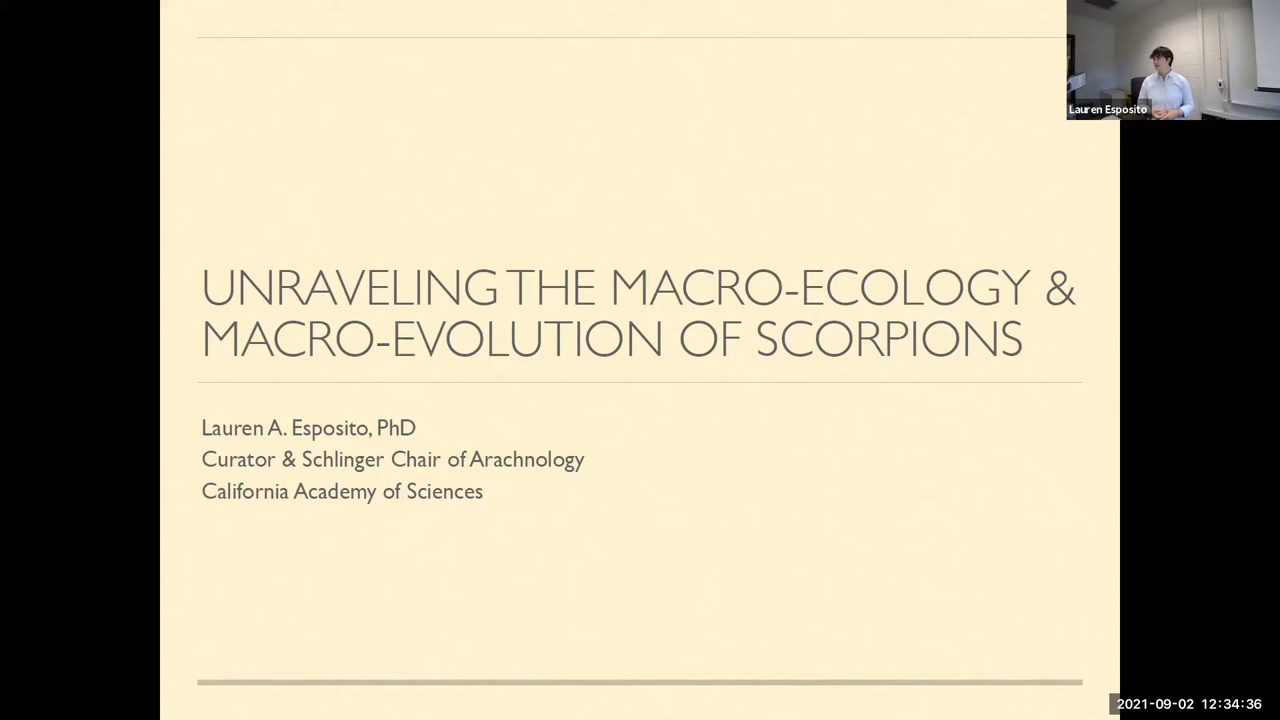 Lauren Esposito
UNRAVELING THE MACRO-ECOLOGY &
MACRO-EVOLUTION OF SCORPIONS
Lauren A. Esposito, PhD
Curator & Schlinger Chair of Arachnology
California Academy of Sciences
2021-09-02 12:34:36